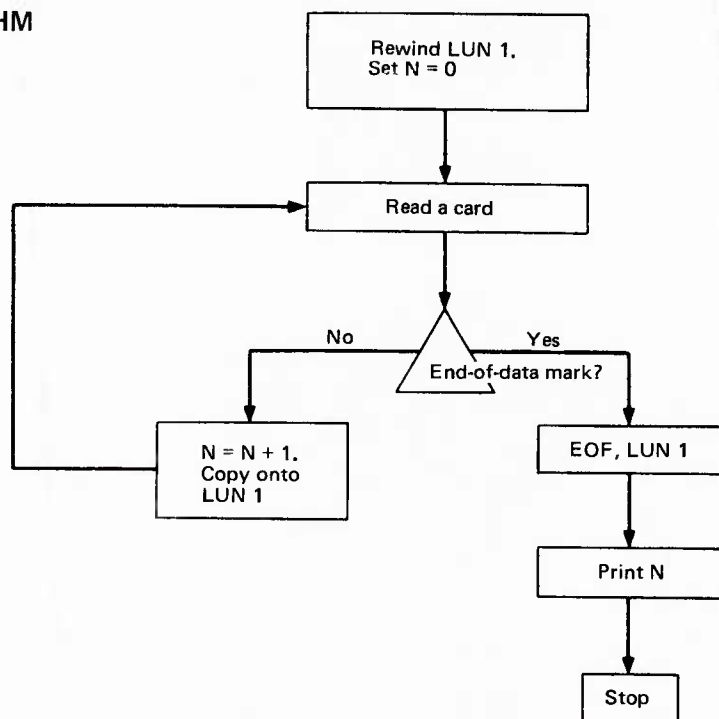 Rewind LUN 1.
Set N = 0
Read a card
No
Yes
End-of-data mark?
N = N + 1.
Copy onto
LUN 1
EOF, LUN 1
Print N
Stop